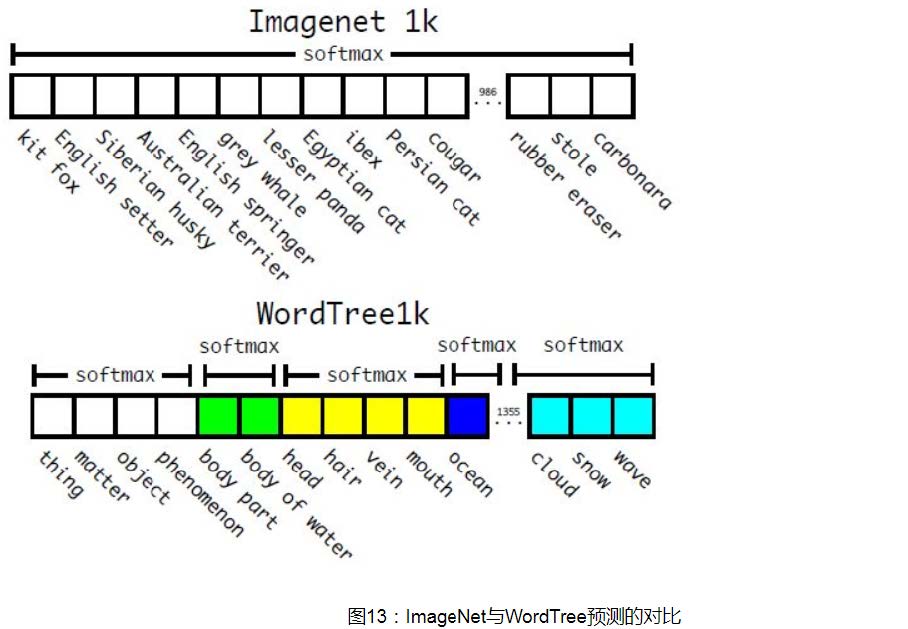 Imagenet 1k
softmax
986
...
kit fox
English setter
Siberian husky
Australian terrier
English springer
grey whale
lesser panda
Egyptian cat
ibex
Persian cat
cougar
rubber eraser
stole
carbonara
WordTree1k
softmax
softmax
softmax
softmax
softmax
1355
...
thing
matter
object
phenomenon
body part
body of water
head
hair
vein
mouth
ocean
cloud
snow
wave
图13：ImageNet与WordTree预测的对比